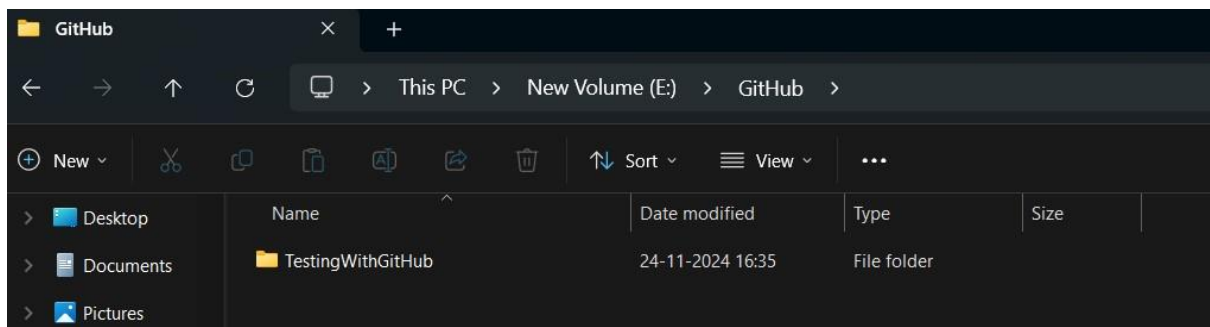 GitHub
This PC > New Volume (E:) > GitHub >
New Sort View
Name Date modified Type Size
Desktop
TestingWithGitHub 24-11-2024 16:35 File folder
Documents
Pictures